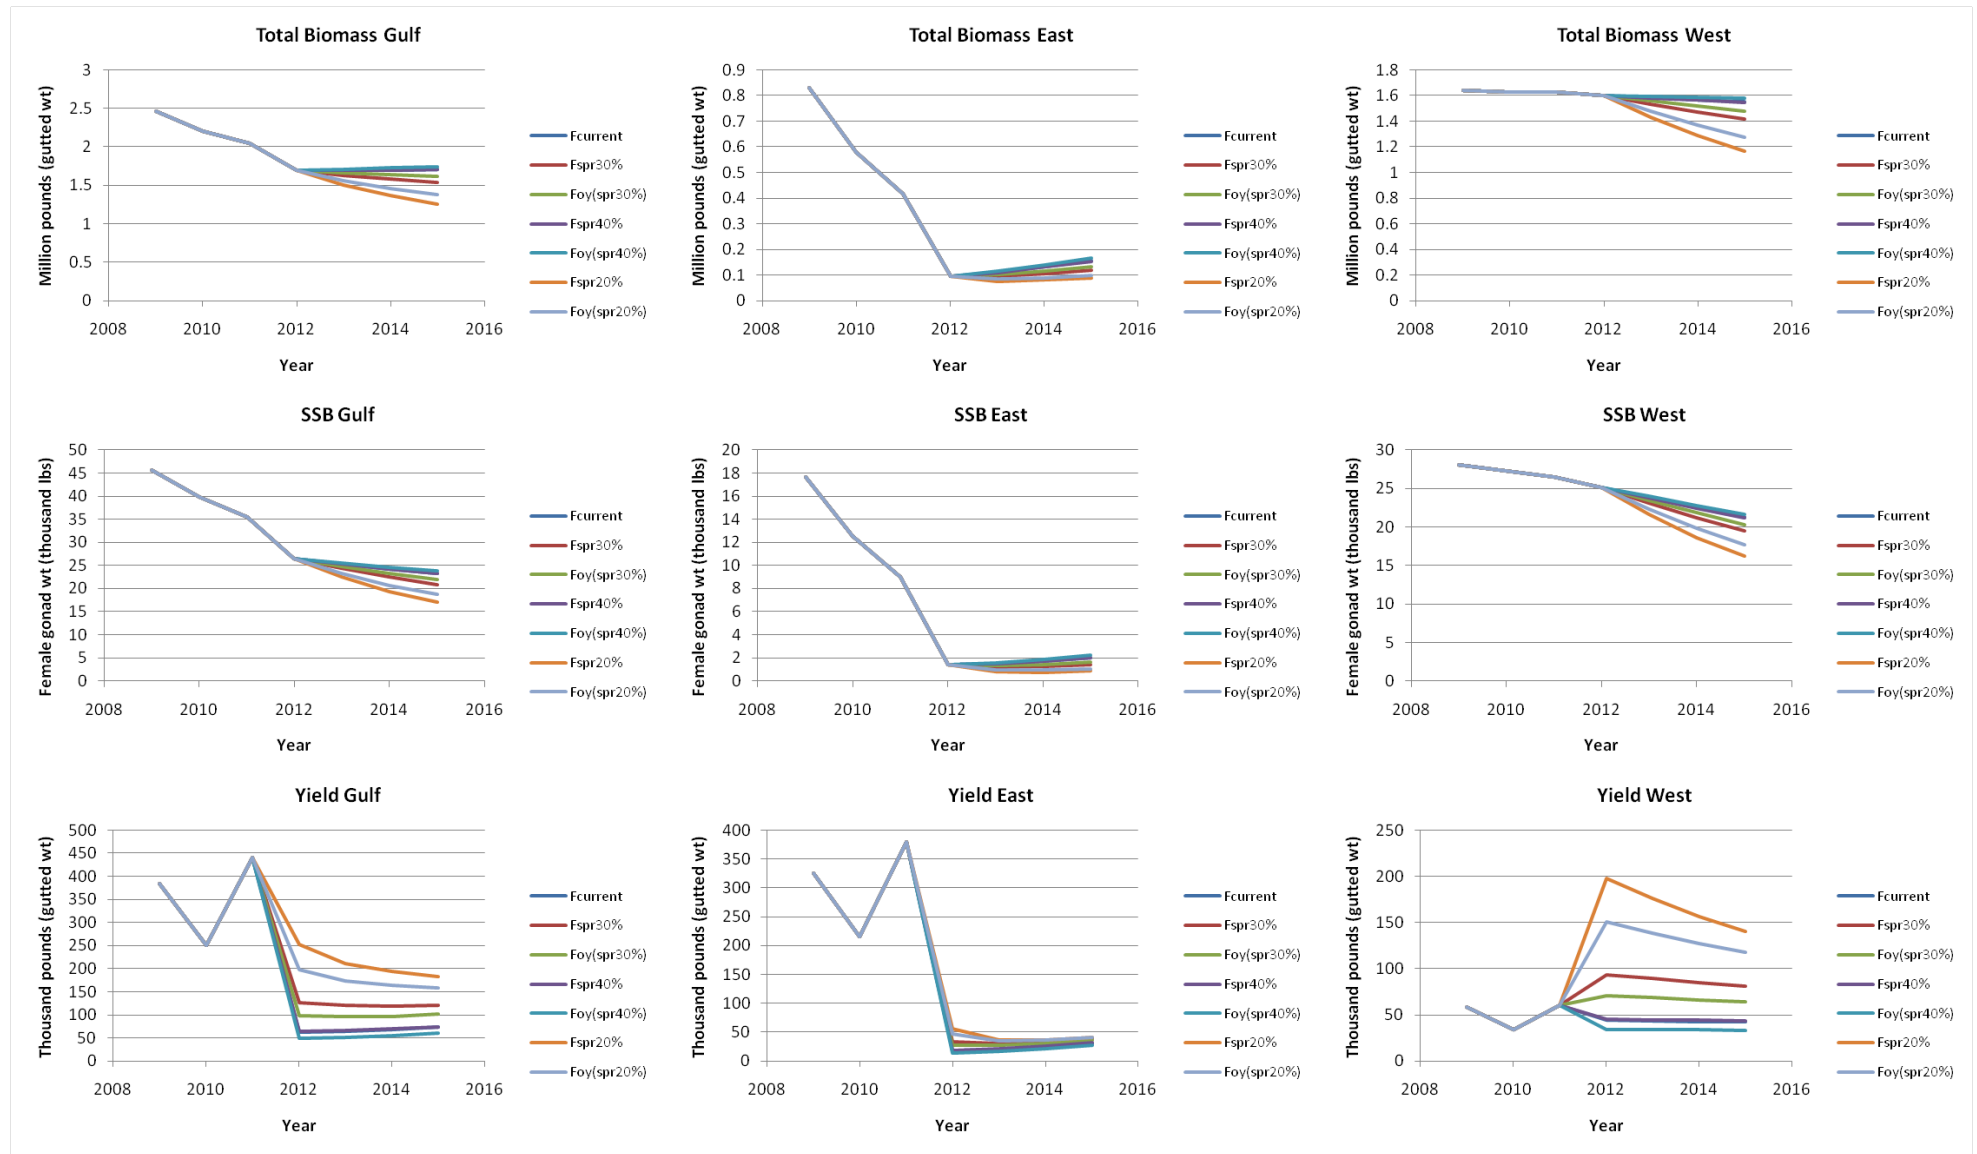 Total Biomass Gulf
Million pounds (gutted wt)
3
2.5
2
1.5
1
0.5
0
2008 2010 2012 2014 2016
Year
Fcurrent
Fspr30%
Foy(spr30%)
Fspr40%
Foy(spr40%)
Fspr20%
Foy(spr20%)
Total Biomass East
Million pounds (gutted wt)
0.9
0.8
0.7
0.6
0.5
0.4
0.3
0.2
0.1
0
2008 2010 2012 2014 2016
Year
Fcurrent
Fspr30%
Foy(spr30%)
Fspr40%
Foy(spr40%)
Fspr20%
Foy(spr20%)
Total Biomass West
Million pounds (gutted wt)
1.8
1.6
1.4
1.2
1
0.8
0.6
0.4
0.2
0
2008 2010 2012 2014 2016
Year
Fcurrent
Fspr30%
Foy(spr30%)
Fspr40%
Foy(spr40%)
Fspr20%
Foy(spr20%)
SSB Gulf
Female gonad wt (thousand lbs)
50
45
40
35
30
25
20
15
10
5
0
2008 2010 2012 2014 2016
Year
Fcurrent
Fspr30%
Foy(spr30%)
Fspr40%
Foy(spr40%)
Fspr20%
Foy(spr20%)
SSB East
Female gonad wt (thousand lbs)
20
18
16
14
12
10
8
6
4
2
0
2008 2010 2012 2014 2016
Year
Fcurrent
Fspr30%
Foy(spr30%)
Fspr40%
Foy(spr40%)
Fspr20%
Foy(spr20%)
SSB West
Female gonad wt (thousand lbs)
30
25
20
15
10
5
0
2008 2010 2012 2014 2016
Year
Fcurrent
Fspr30%
Foy(spr30%)
Fspr40%
Foy(spr40%)
Fspr20%
Foy(spr20%)
Yield Gulf
Thousand pounds (gutted wt)
500
450
400
350
300
250
200
150
100
50
0
2008 2010 2012 2014 2016
Year
Fcurrent
Fspr30%
Foy(spr30%)
Fspr40%
Foy(spr40%)
Fspr20%
Foy(spr20%)
Yield East
Thousand pounds (gutted wt)
400
350
300
250
200
150
100
50
0
2008 2010 2012 2014 2016
Year
Fcurrent
Fspr30%
Foy(spr30%)
Fspr40%
Foy(spr40%)
Fspr20%
Foy(spr20%)
Yield West
Thousand pounds (gutted wt)
250
200
150
100
50
0
2008 2010 2012 2014 2016
Year
Fcurrent
Fspr30%
Foy(spr30%)
Fspr40%
Foy(spr40%)
Fspr20%
Foy(spr20%)